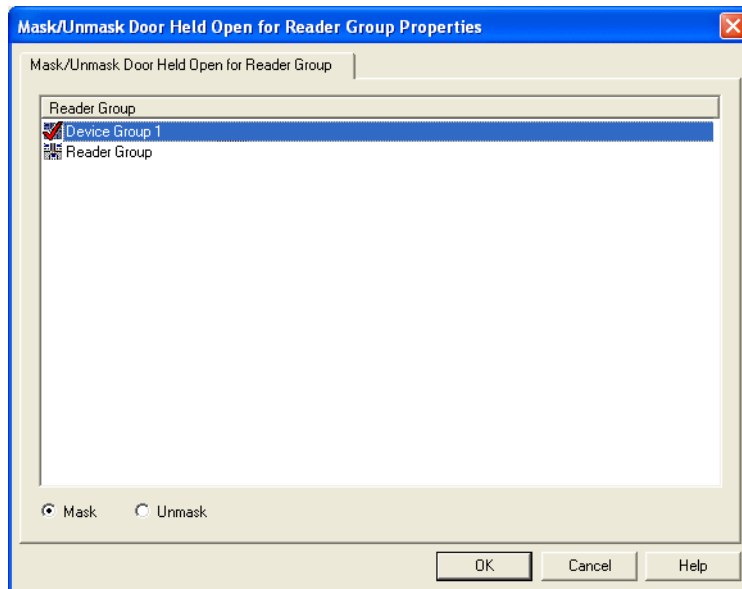 Mask/Unmask Door Held Open for Reader Group Properties
Mask/Unmask Door Held Open for Reader Group
Reader Group
Device Group 1
Reader Group
Mask Unmask
OK Cancel Help